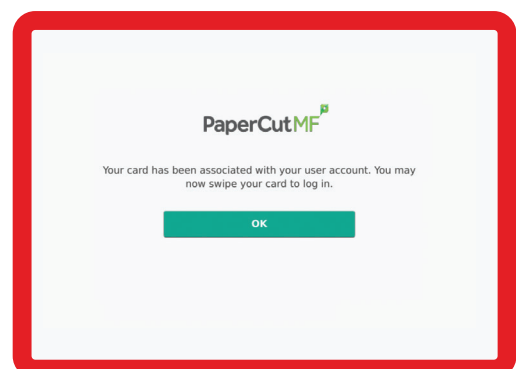 PaperCutMF
Your card has been associated with your user account. You may
now swipe your card to log in.
OK